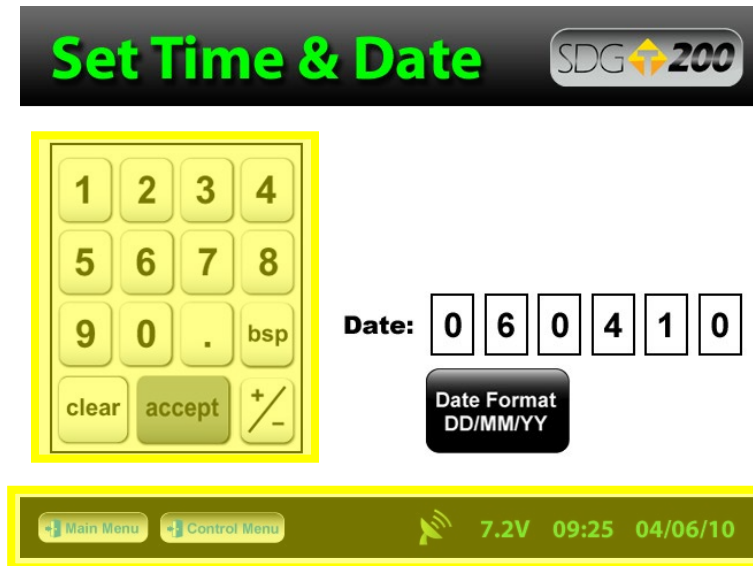 Set Time & Date
SDG T 200
1 2 3 4
5 6 7 8
9 0 . bsp
clear accept +/-
Date: 0 6 0 4 1 0
Date Format
DD/MM/YY
Main Menu Control Menu 7.2V 09:25 04/06/10